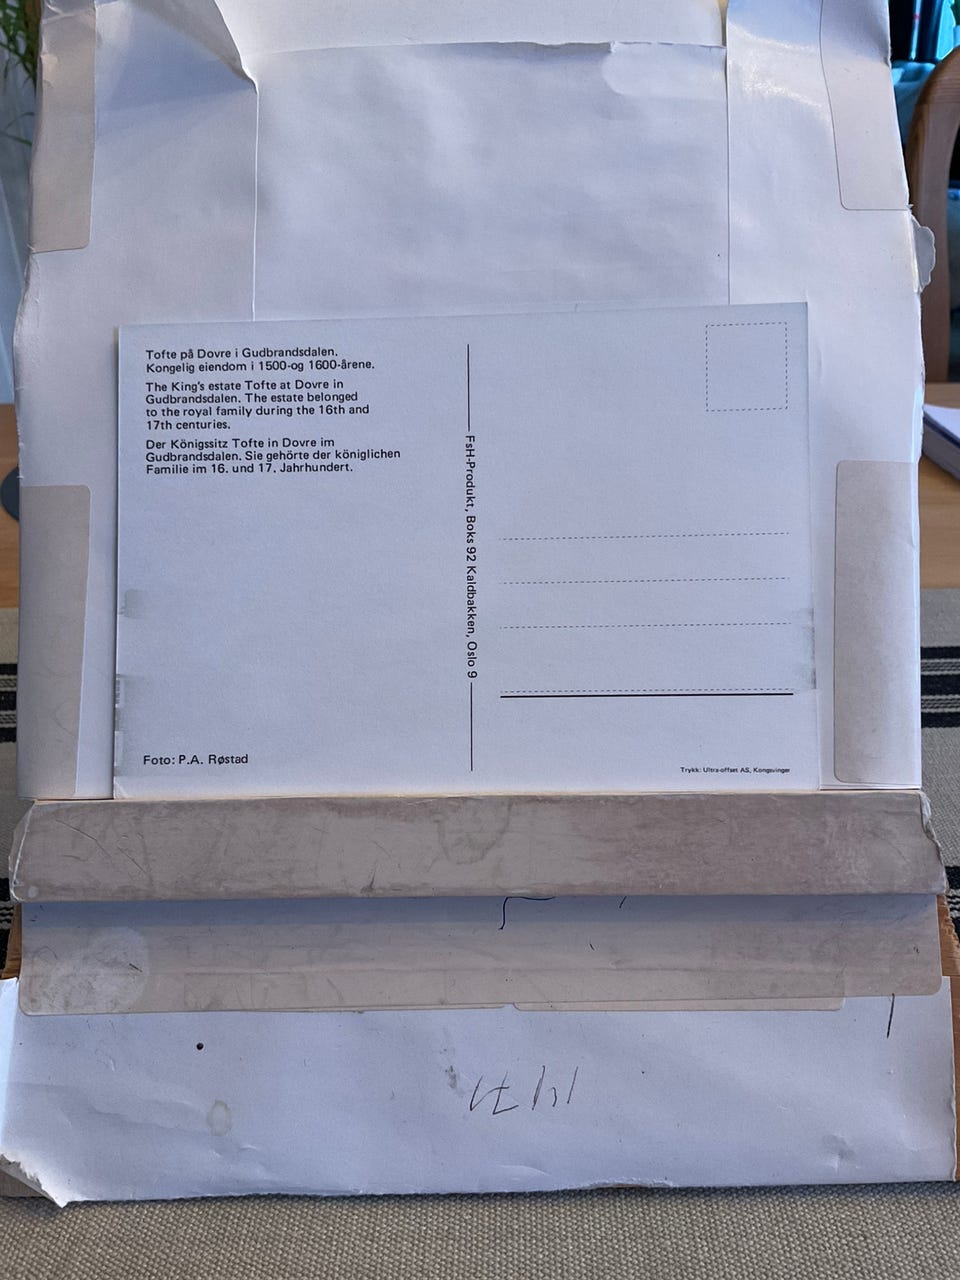 Tofte på Dovre i Gudbrandsdalen.
Kongelig eiendom i 1500-og 1600-årene.
The King's estate Tofte at Dovre in
Gudbrandsdalen. The estate belonged
to the royal family during the 16th and
17th centuries.
Der Königssitz Tofte in Dovre im
Gudbrandsdalen. Sie gehörte der königlichen
Familie im 16. und 17. Jahrhundert.
Foto: P.A. Røstad
FsH-Produkt, Boks 92 Kaldbakken, Oslo 9
Trykk: Ultra-offset AS, Kongsvinger